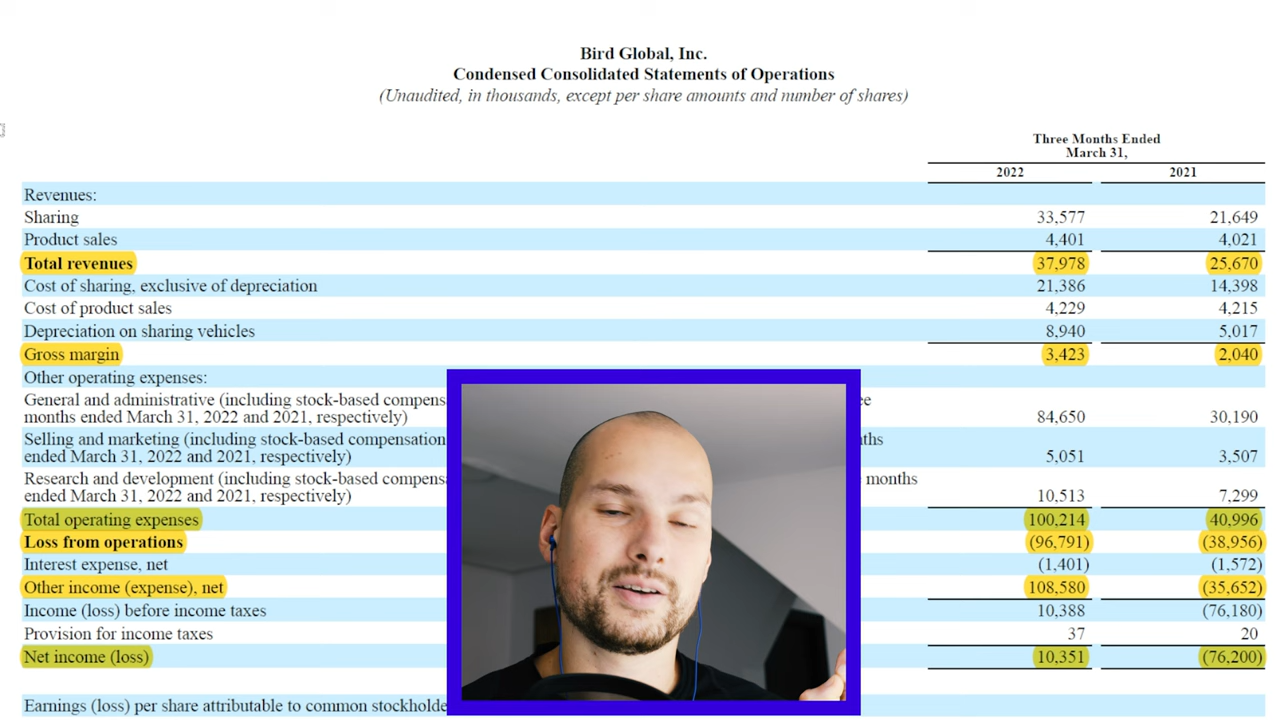 Bird Global, Inc.
Condensed Consolidated Statements of Operations
(Unaudited, in thousands, except per share amounts and number of shares)
Three Months Ended
March 31,
2022 2021
Revenues:
Sharing 33,577 21,649
Product sales 4,401 4,021
Total revenues 37,978 25,670
Cost of sharing, exclusive of depreciation 21,386 14,398
Cost of product sales 4,229 4,215
Depreciation on sharing vehicles 8,940 5,017
Gross margin 3,423 2,040
Other operating expenses:
General and administrative (including stock-based
months ended March 31, 2022 and 2021, respectively) 84,650 30,190
Selling and marketing (including stock-based compensation
ended March 31, 2022 and 2021, respectively) 5,051 3,507
Research and development (including stock-based months
ended March 31, 2022 and 2021, respectively) 10,513 7,299
Total operating expenses 100,214 40,996
Loss from operations (96,791) (38,956)
Interest expense, net (1,401) (1,572)
Other income (expense), net 108,580 (35,652)
Income (loss) before income taxes 10,388 (76,180)
Provision for income taxes 37 20
Net income (loss) 10,351 (76,200)
Earnings (loss) per share attributable to common